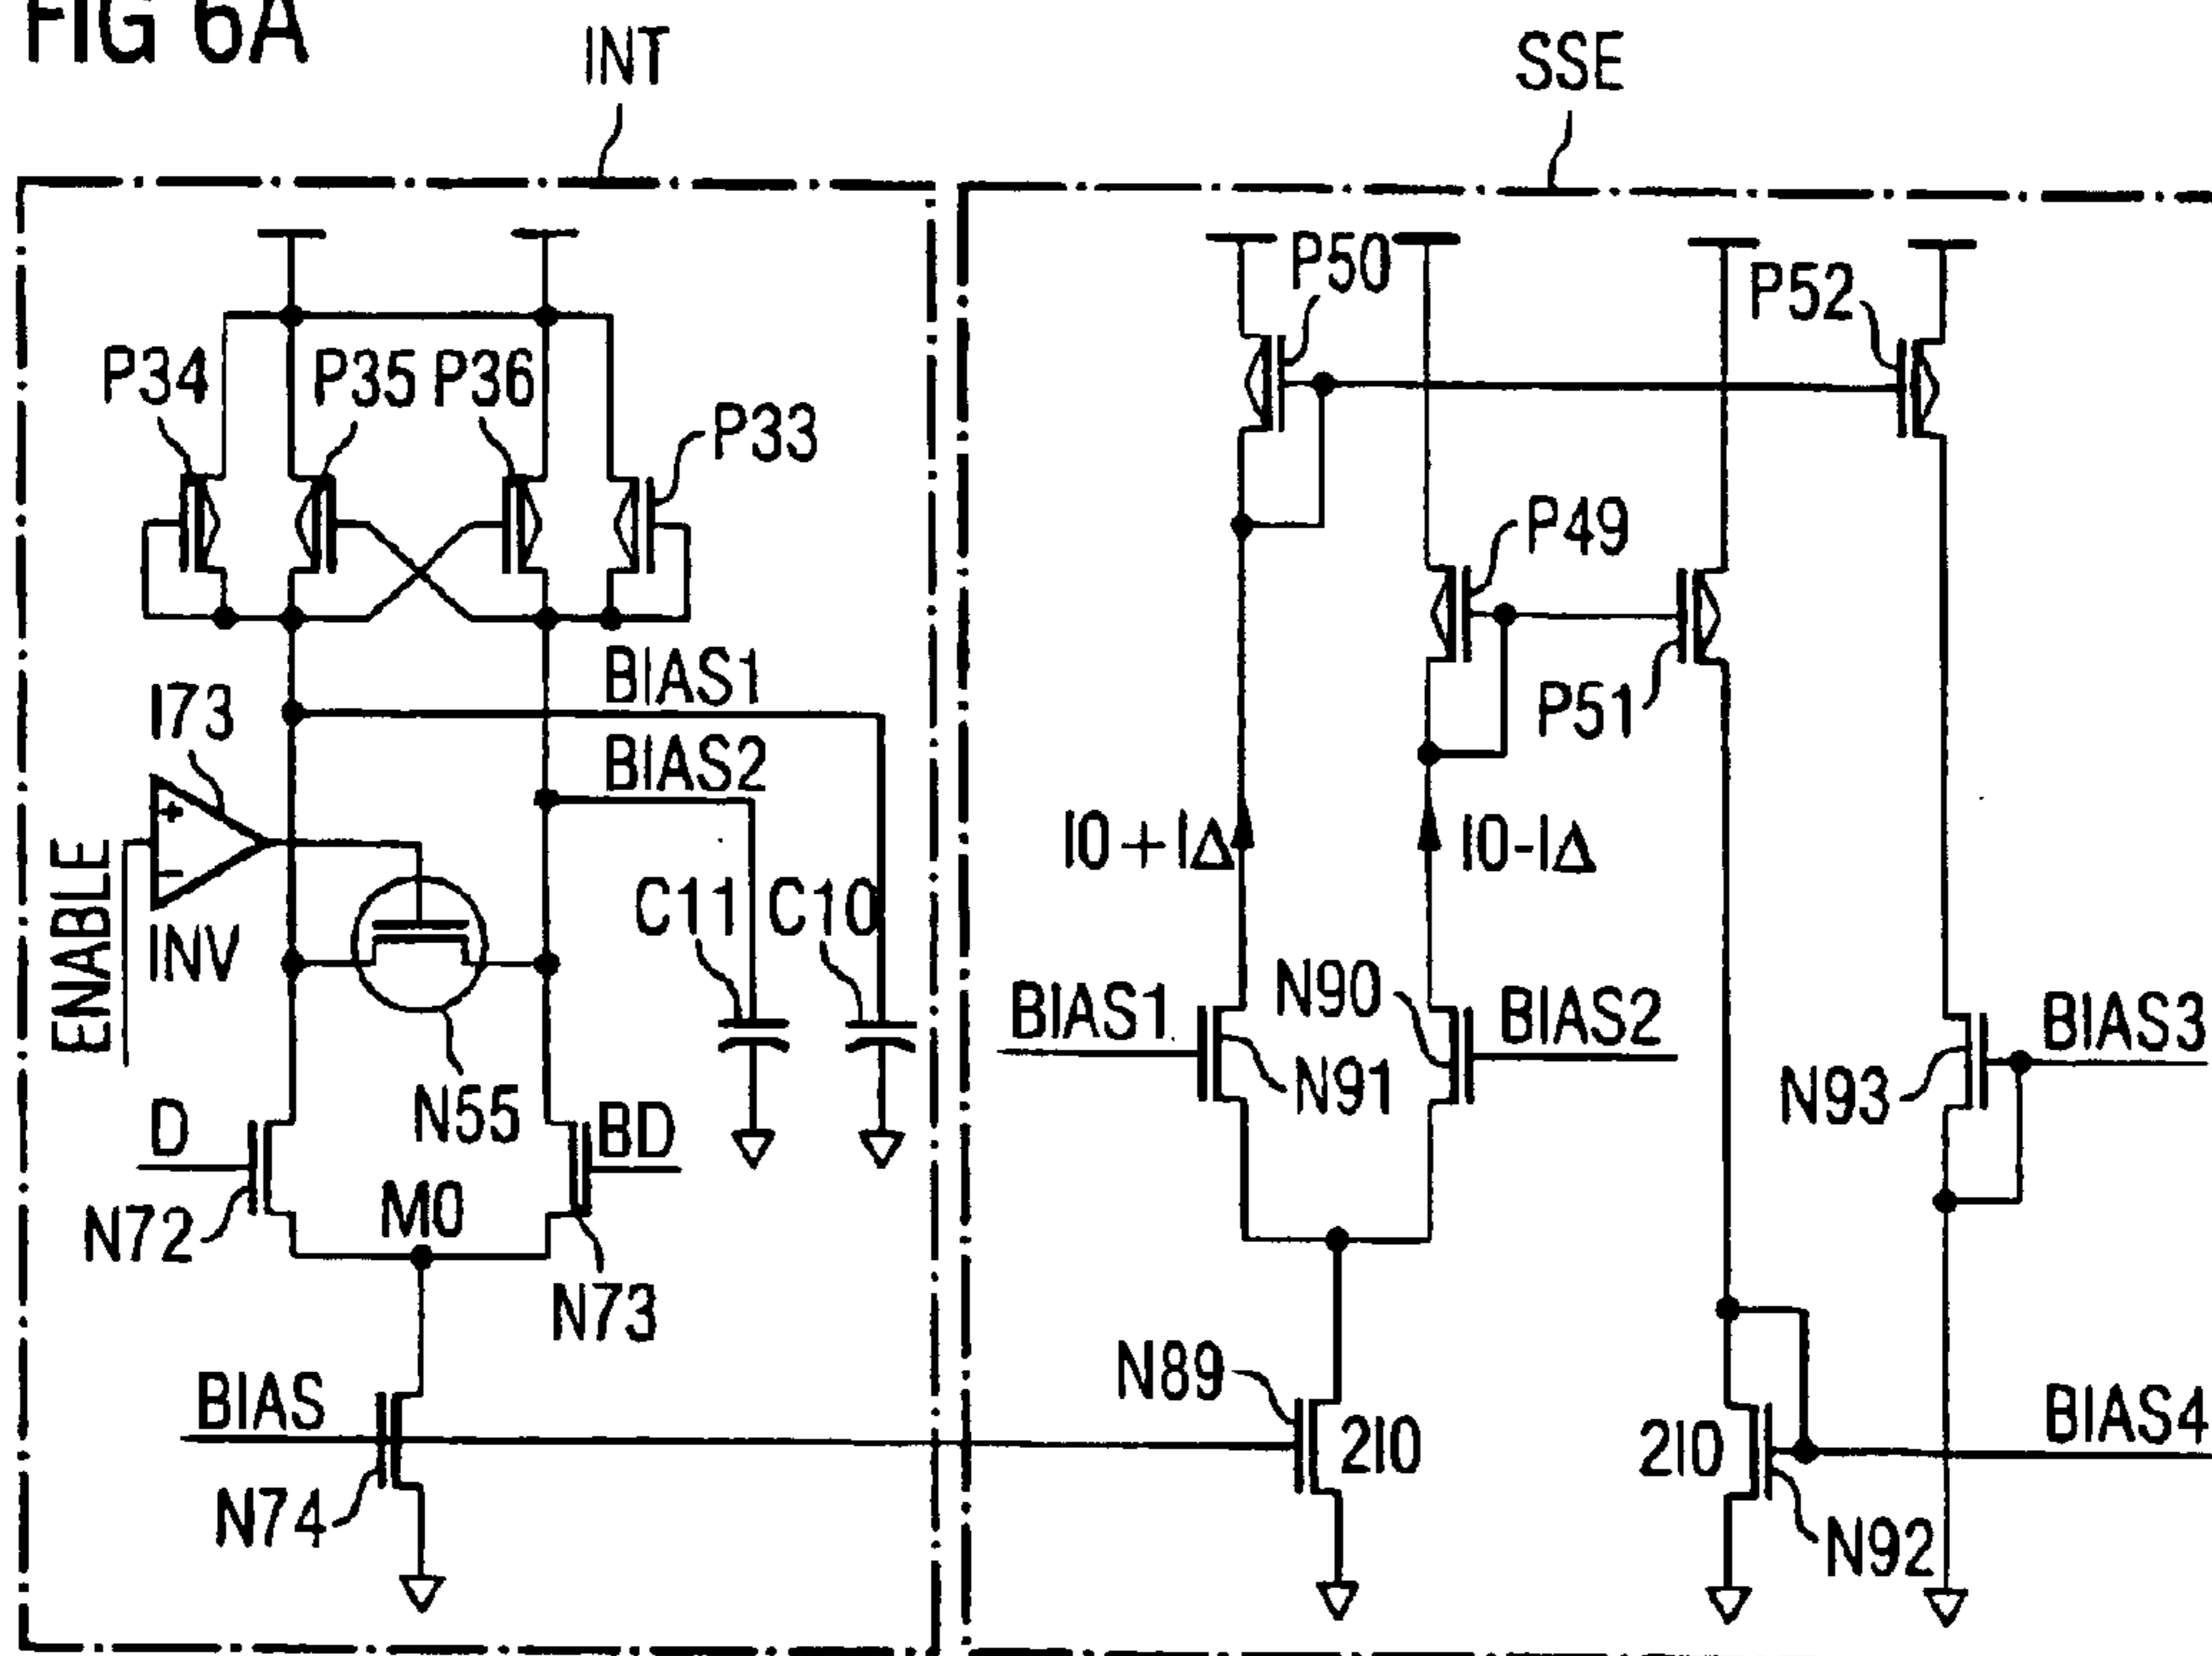 FIG 6A
INT
SSE
P34
P35
P36
P33
P50
P52
P49
P51
BIAS1
BIAS2
I73
+
-
INV
ENABLE
C11
C10
N55
D
BD
N72
M0
N73
BIAS
N74
I0+IΔ
I0-IΔ
BIAS1
N91
N90
BIAS2
BIAS3
N93
N89
2I0
2I0
BIAS4
N92